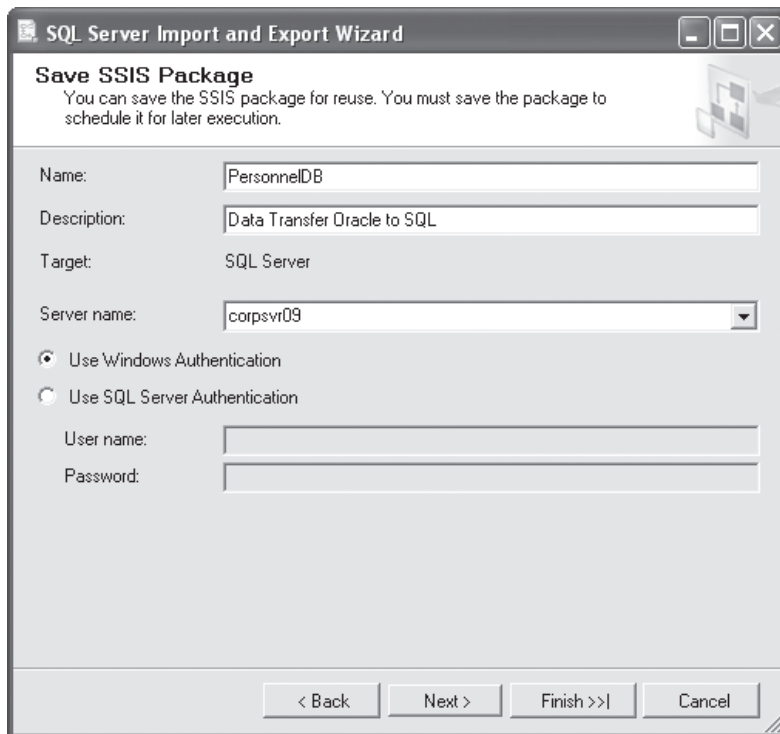 SQL Server Import and Export Wizard
Save SSIS Package
You can save the SSIS package for reuse. You must save the package to
schedule it for later execution.
Name: PersonnelDB
Description: Data Transfer Oracle to SQL
Target: SQL Server
Server name: corpsvr09
Use Windows Authentication
Use SQL Server Authentication
User name:
Password:
< Back Next > Finish >>| Cancel